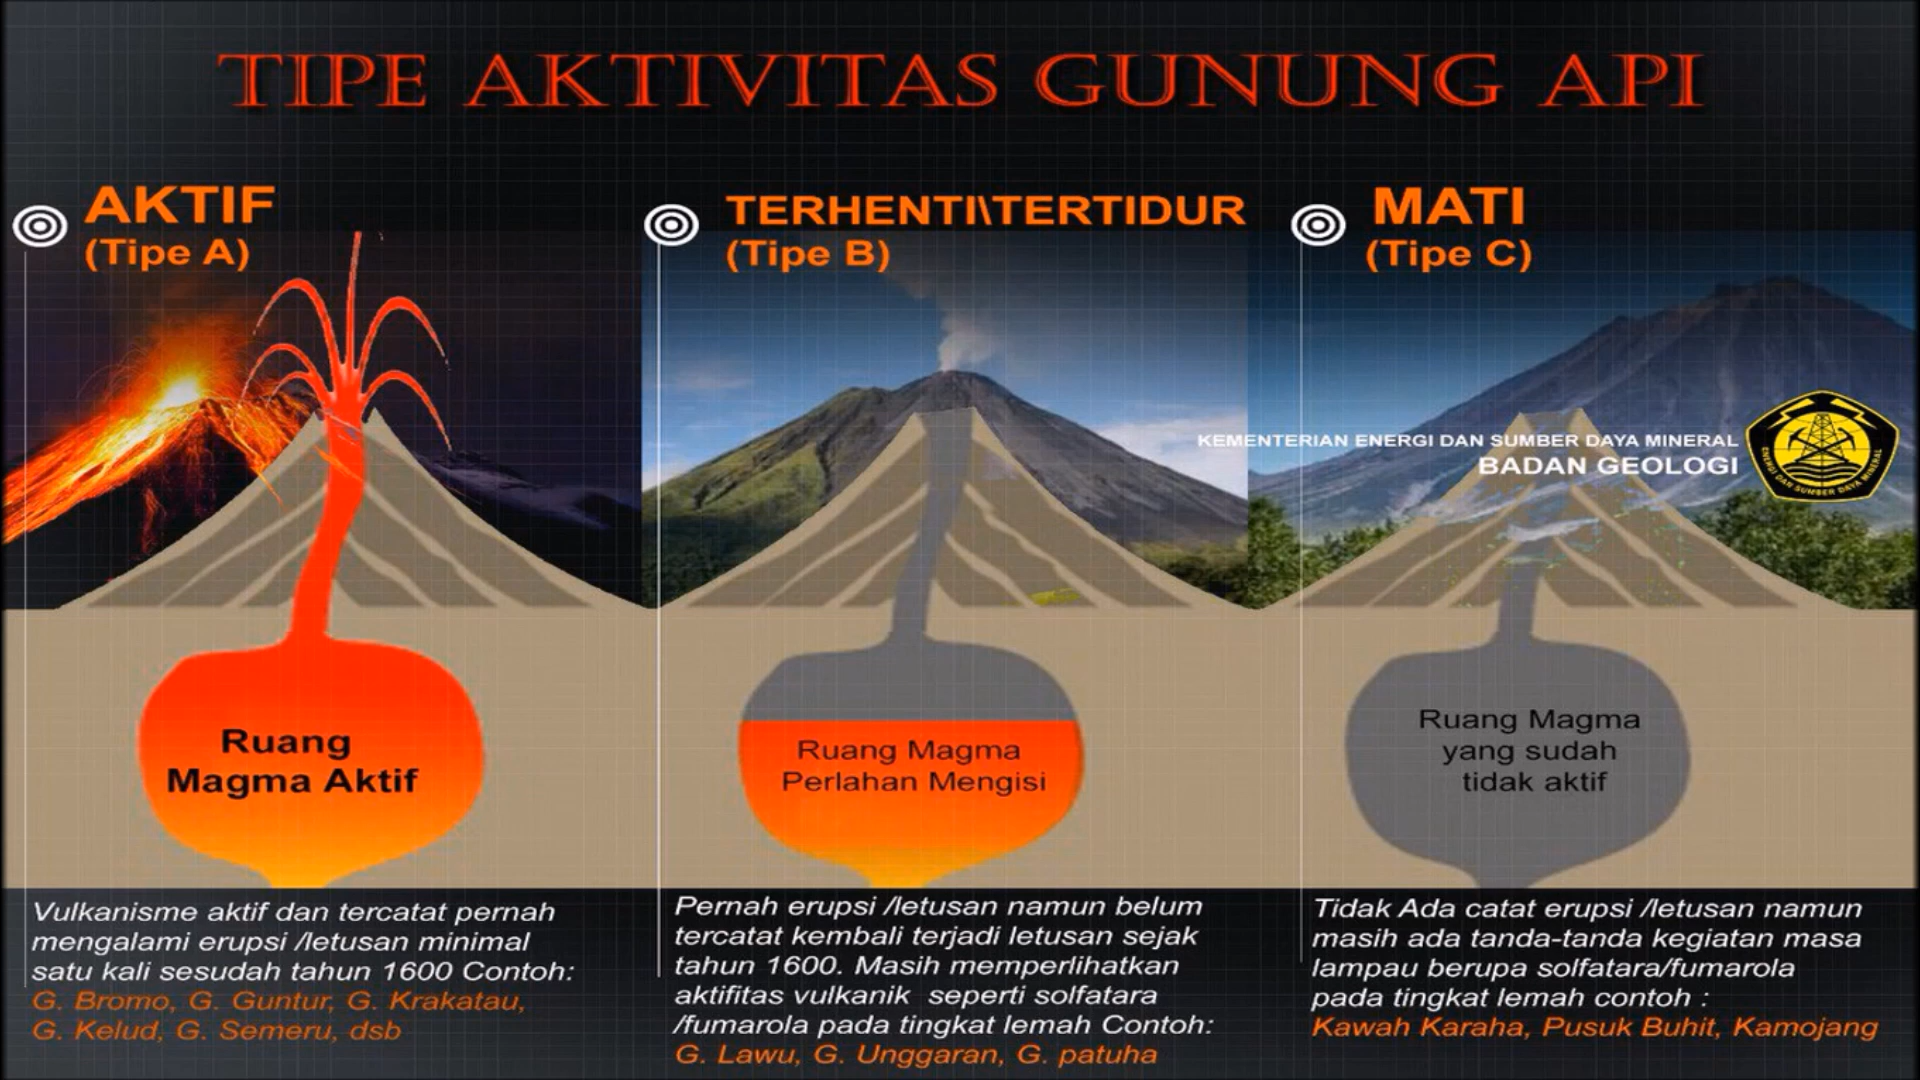 TIPE AKTIVITAS GUNUNG API
AKTIF
(Tipe A)
TERHENTI\TERTIDUR
(Tipe B)
MATI
(Tipe C)
KEMENTERIAN ENERGI DAN SUMBER DAYA MINERAL
BADAN GEOLOGI
ENERGI DAN SUMBER DAYA MINERAL
Ruang
Magma Aktif
Ruang Magma
Perlahan Mengisi
Ruang Magma
yang sudah
tidak aktif
Vulkanisme aktif dan tercatat pernah
mengalami erupsi /letusan minimal
satu kali sesudah tahun 1600 Contoh:
G. Bromo, G. Guntur, G. Krakatau,
G. Kelud, G. Semeru, dsb
Pernah erupsi /letusan namun belum
tercatat kembali terjadi letusan sejak
tahun 1600. Masih memperlihatkan
aktifitas vulkanik seperti solfatara
/fumarola pada tingkat lemah Contoh:
G. Lawu, G. Unggaran, G. patuha
Tidak Ada catat erupsi /letusan namun
masih ada tanda-tanda kegiatan masa
lampau berupa solfatara/fumarola
pada tingkat lemah contoh :
Kawah Karaha, Pusuk Buhit, Kamojang